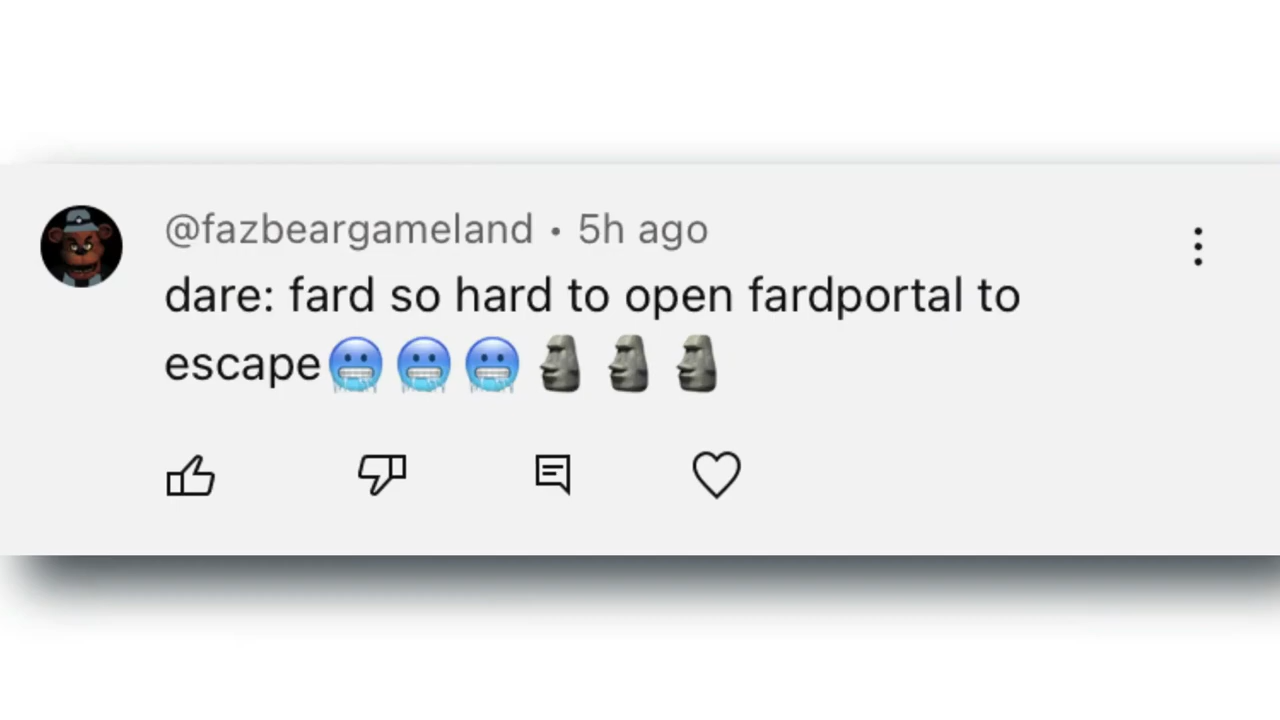 @fazbeargameland • 5h ago
dare: fard so hard to open fardportal to
escape🥶🥶🥶🗿🗿🗿